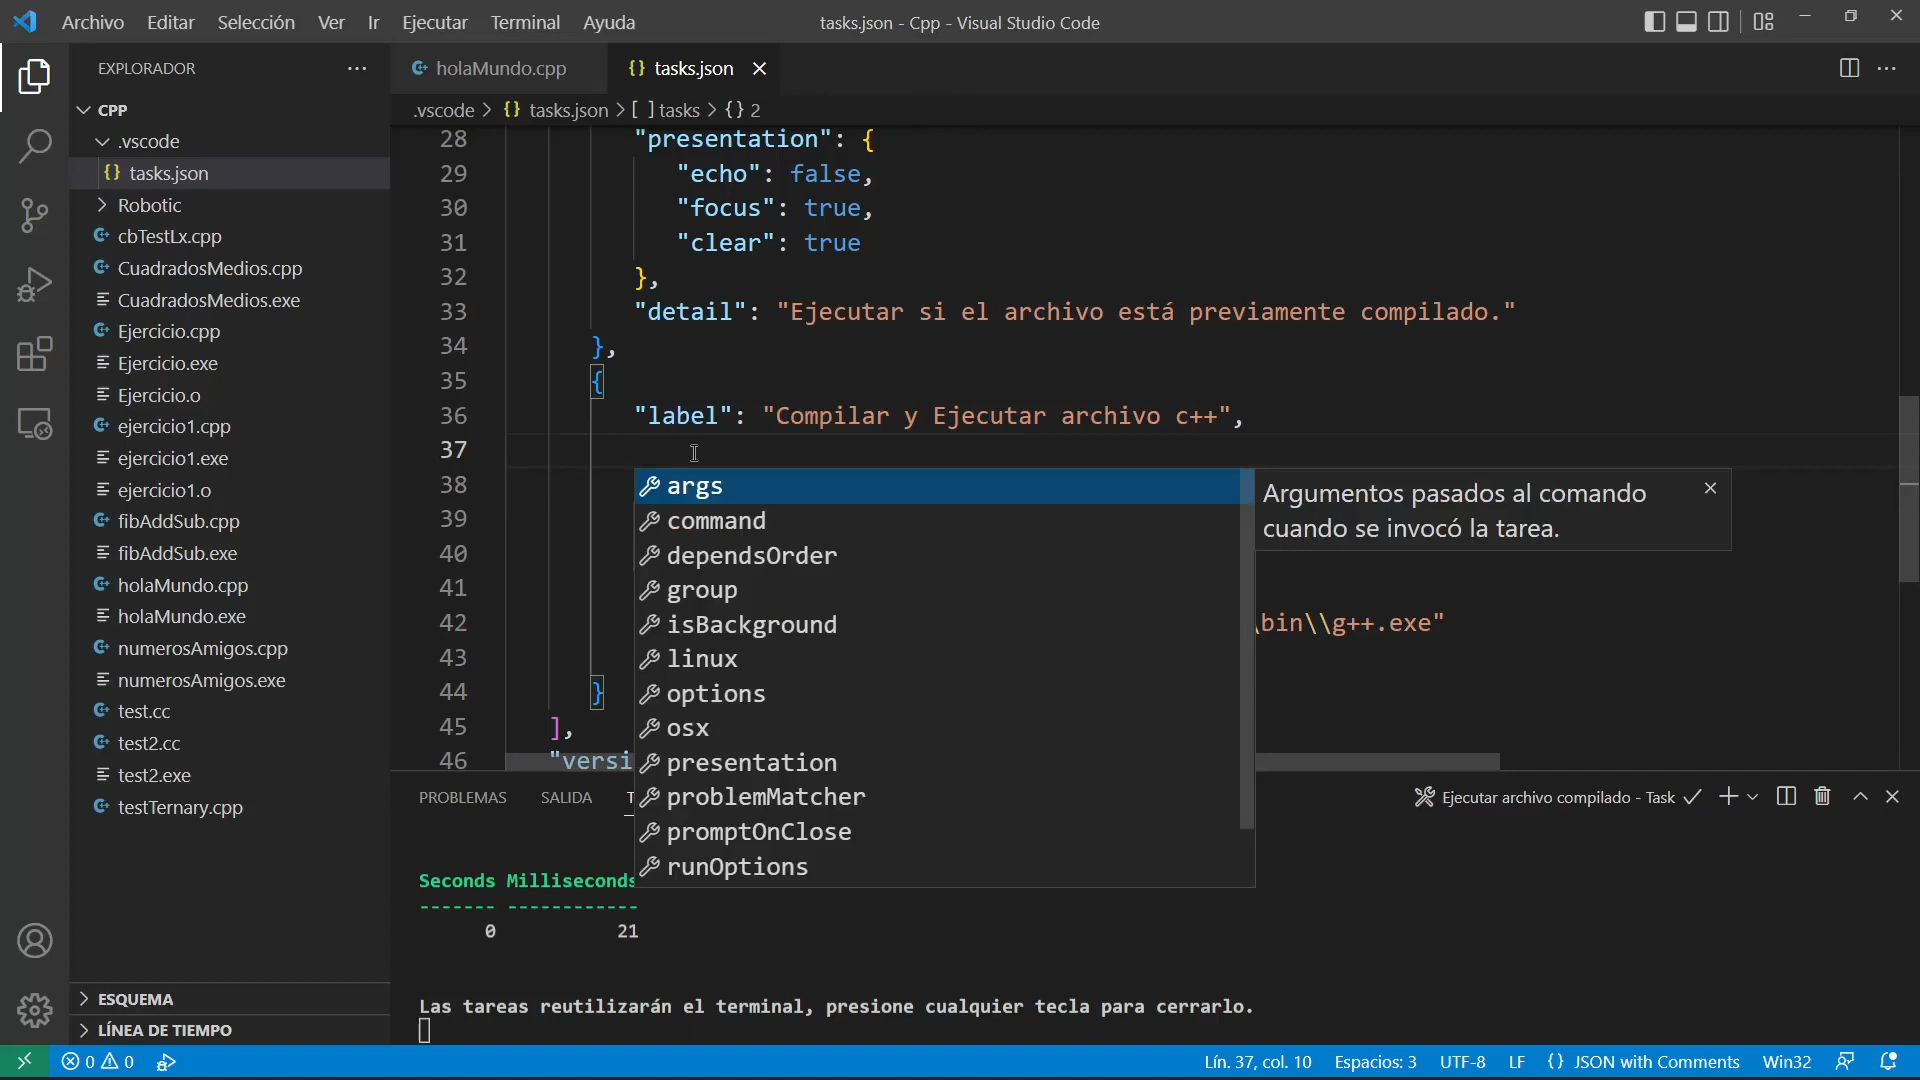 Archivo Editar Selección Ver Ir Ejecutar Terminal Ayuda
tasks.json - Cpp - Visual Studio Code
EXPLORADOR
CPP
.vscode
{} tasks.json
Robotic
cbTestLx.cpp
CuadradosMedios.cpp
CuadradosMedios.exe
Ejercicio.cpp
Ejercicio.exe
Ejercicio.o
ejercicio1.cpp
ejercicio1.exe
ejercicio1.o
fibAddSub.cpp
fibAddSub.exe
holaMundo.cpp
holaMundo.exe
numerosAmigos.cpp
numerosAmigos.exe
test.cc
test2.cc
test2.exe
testTernary.cpp
ESQUEMA
LÍNEA DE TIEMPO
holaMundo.cpp {} tasks.json
.vscode > {} tasks.json > [ ] tasks > {} 2
28 "presentation": {
29 "echo": false,
30 "focus": true,
31 "clear": true
32 },
33 "detail": "Ejecutar si el archivo está previamente compilado."
34 },
35 {
36 "label": "Compilar y Ejecutar archivo c++",
37
38
39
40
41
42 \bin\\g++.exe"
43
44 }
45 ],
46 "versi
args
command
dependsOrder
group
isBackground
linux
options
osx
presentation
problemMatcher
promptOnClose
runOptions
Argumentos pasados al comando
cuando se invocó la tarea.
PROBLEMAS SALIDA
Ejecutar archivo compilado - Task
Seconds Milliseconds
------- ------------
0 21
Las tareas reutilizarán el terminal, presione cualquier tecla para cerrarlo.
0 0
Lín. 37, col. 10 Espacios: 3 UTF-8 LF {} JSON with Comments Win32